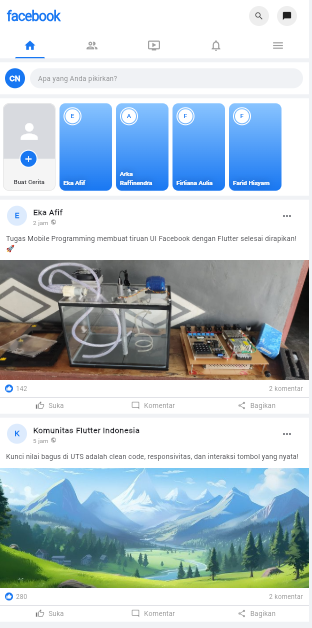 facebook
CN
Apa yang Anda pikirkan?
E
A
F
F
Buat Cerita
Eka Afif
Arka
Raffinendra
Firliana Aulia
Farid Hisyam
E
Eka Afif
2 jam
Tugas Mobile Programming membuat tiruan UI Facebook dengan Flutter selesai dirapikan!
🚀
142
2 komentar
Suka
Komentar
Bagikan
K
Komunitas Flutter Indonesia
5 jam
Kunci nilai bagus di UTS adalah clean code, responsivitas, dan interaksi tombol yang nyata!
280
2 komentar
Suka
Komentar
Bagikan